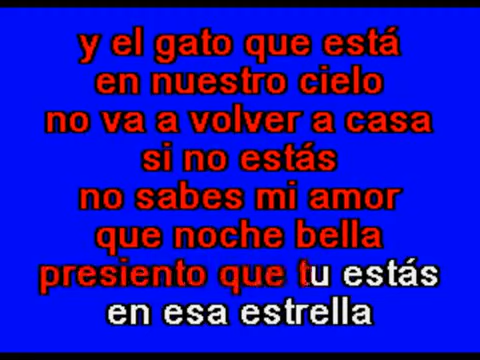 y el gato que está
en nuestro cielo
no va a volver a casa
si no estás
no sabes mi amor
que noche bella
presiento que tu estás
en esa estrella